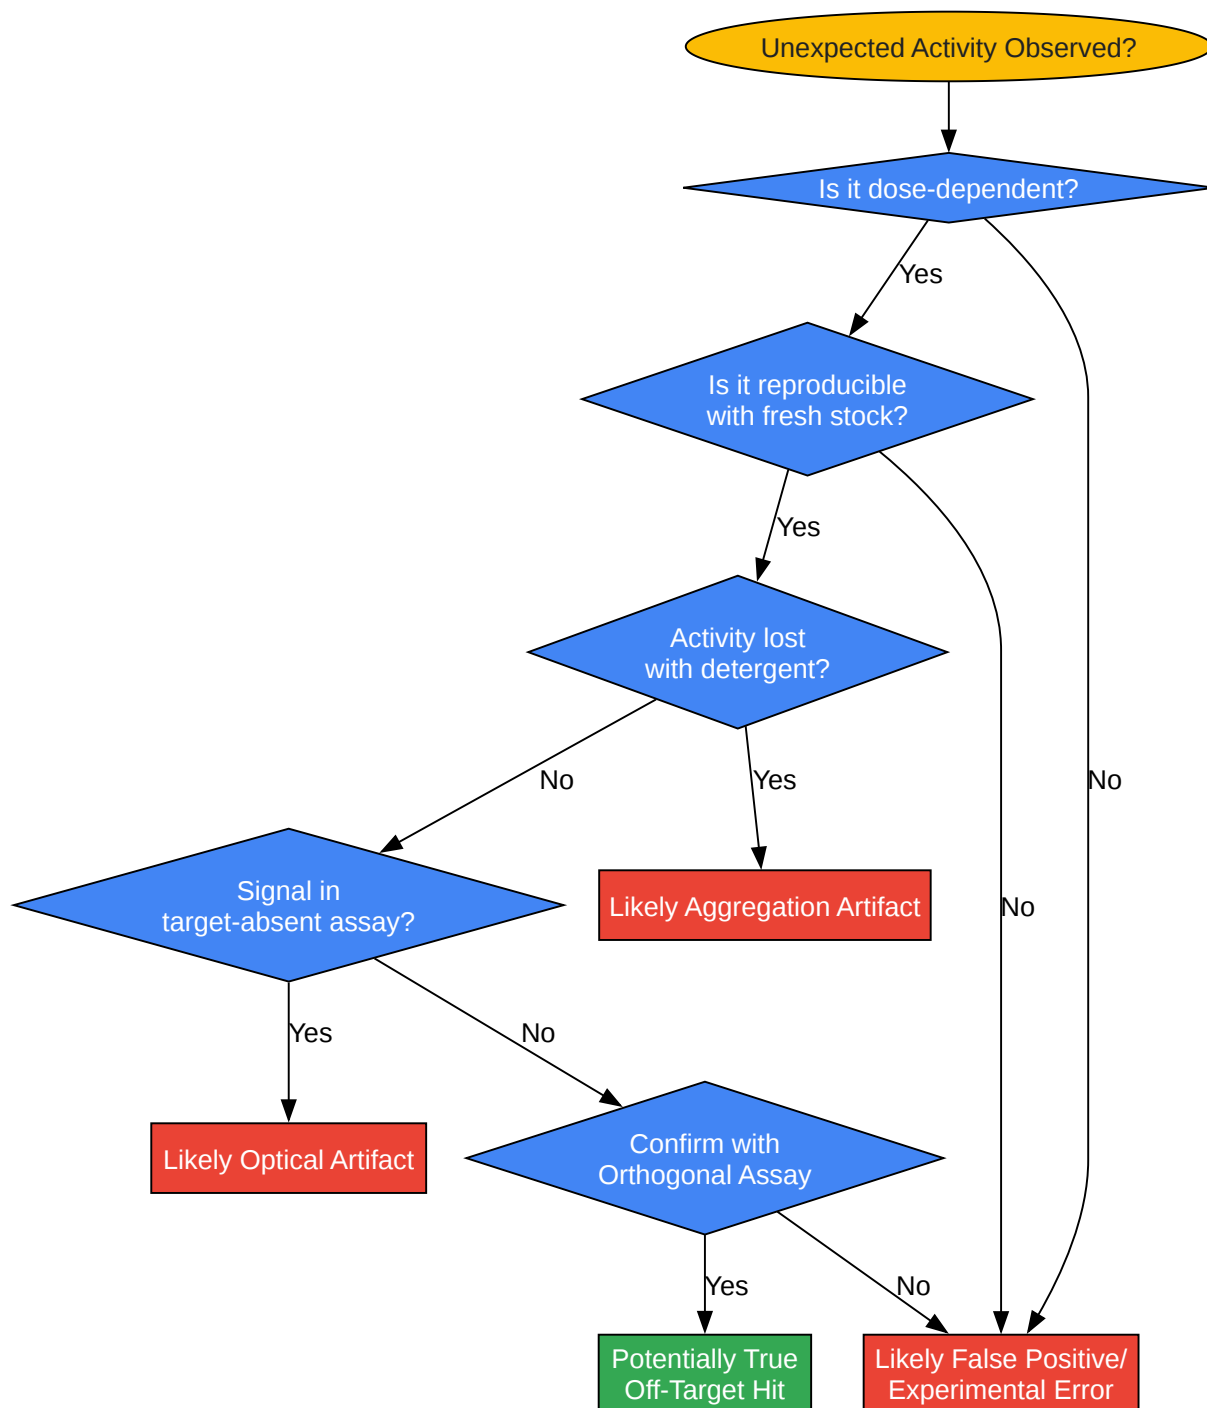 Unexpected Activity Observed?
Is it dose-dependent?
Yes
Is it reproducible
with fresh stock?
Yes
Activity lost
with detergent?
No
Yes
No
Signal in
target-absent assay?
Likely Aggregation Artifact
No
Yes
No
Likely Optical Artifact
Confirm with
Orthogonal Assay
Yes
No
Potentially True
Off-Target Hit
Likely False Positive/
Experimental Error